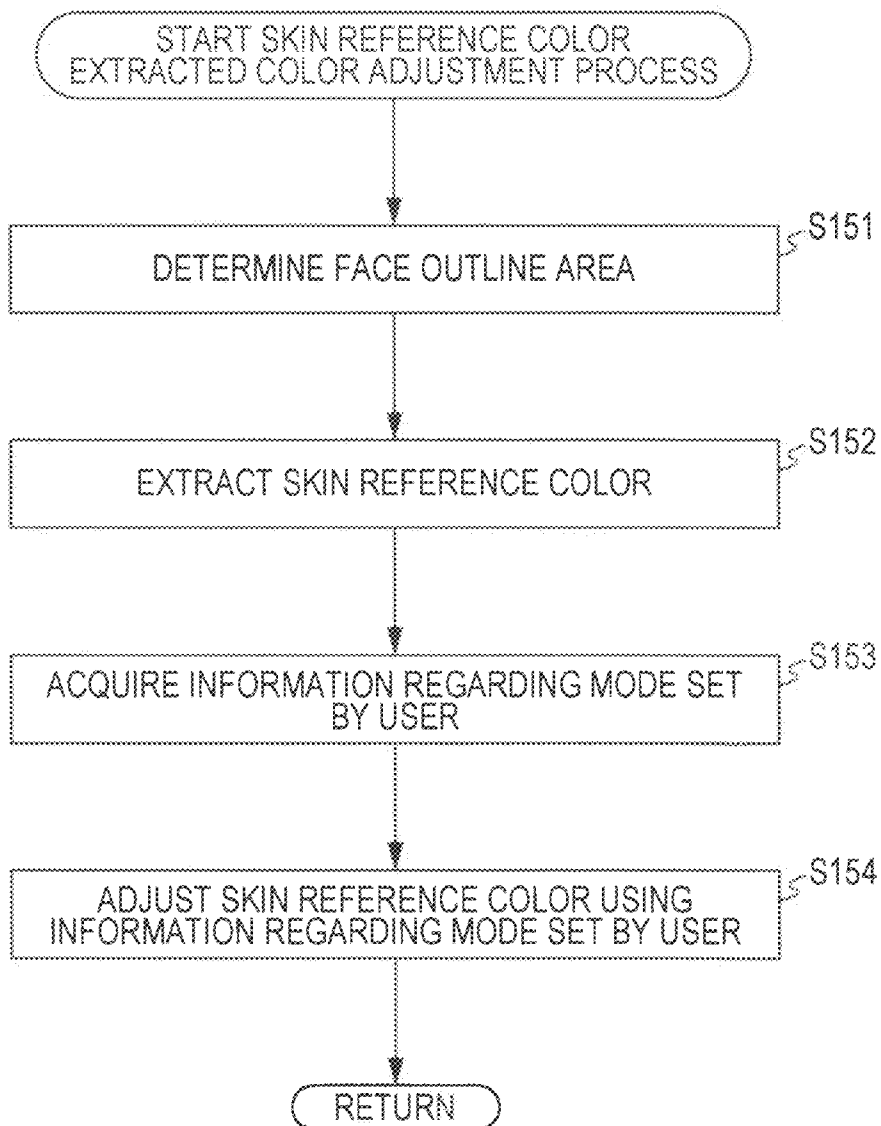 START SKIN REFERENCE COLOR
EXTRACTED COLOR ADJUSTMENT PROCESS
S151
DETERMINE FACE OUTLINE AREA
S152
EXTRACT SKIN REFERENCE COLOR
S153
ACQUIRE INFORMATION REGARDING MODE SET
BY USER
S154
ADJUST SKIN REFERENCE COLOR USING
INFORMATION REGARDING MODE SET BY USER
RETURN